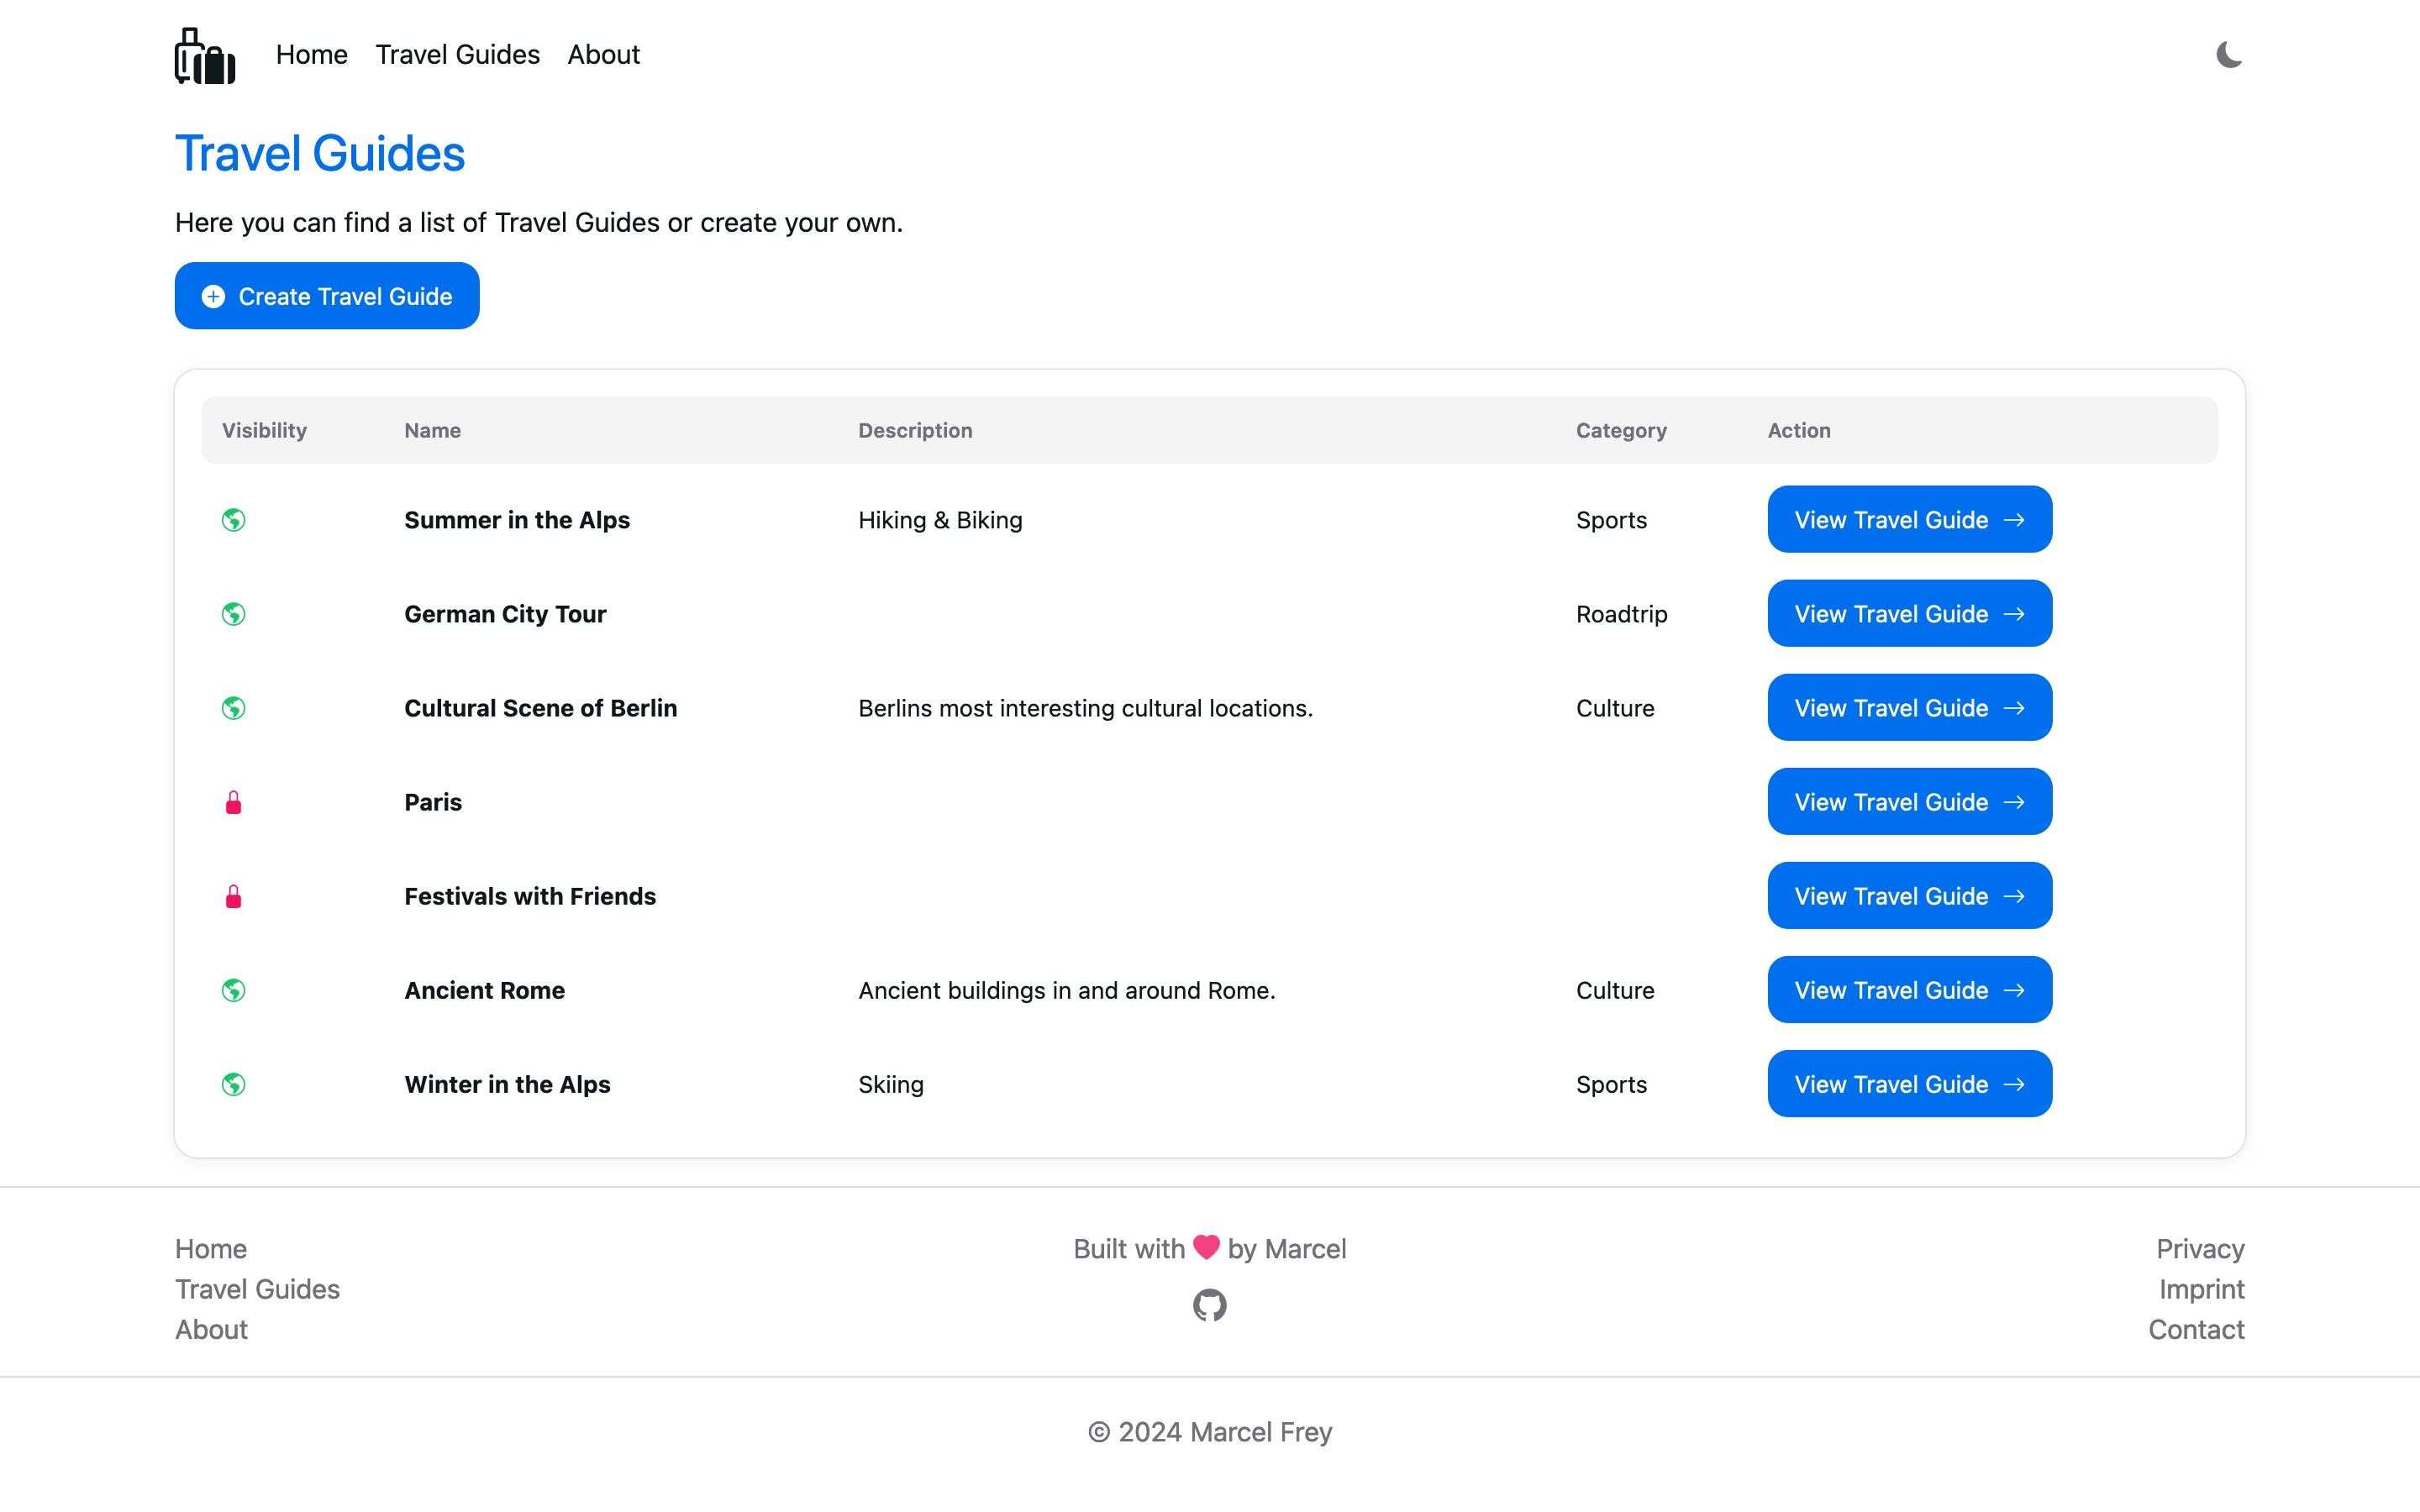 Home Travel Guides About
Travel Guides
Here you can find a list of Travel Guides or create your own.
Create Travel Guide
Visibility Name Description Category Action
Summer in the Alps Hiking & Biking Sports View Travel Guide
German City Tour Roadtrip View Travel Guide
Cultural Scene of Berlin Berlins most interesting cultural locations. Culture View Travel Guide
Paris View Travel Guide
Festivals with Friends View Travel Guide
Ancient Rome Ancient buildings in and around Rome. Culture View Travel Guide
Winter in the Alps Skiing Sports View Travel Guide
Home Built with ❤ by Marcel Privacy
Travel Guides Imprint
About Contact
© 2024 Marcel Frey